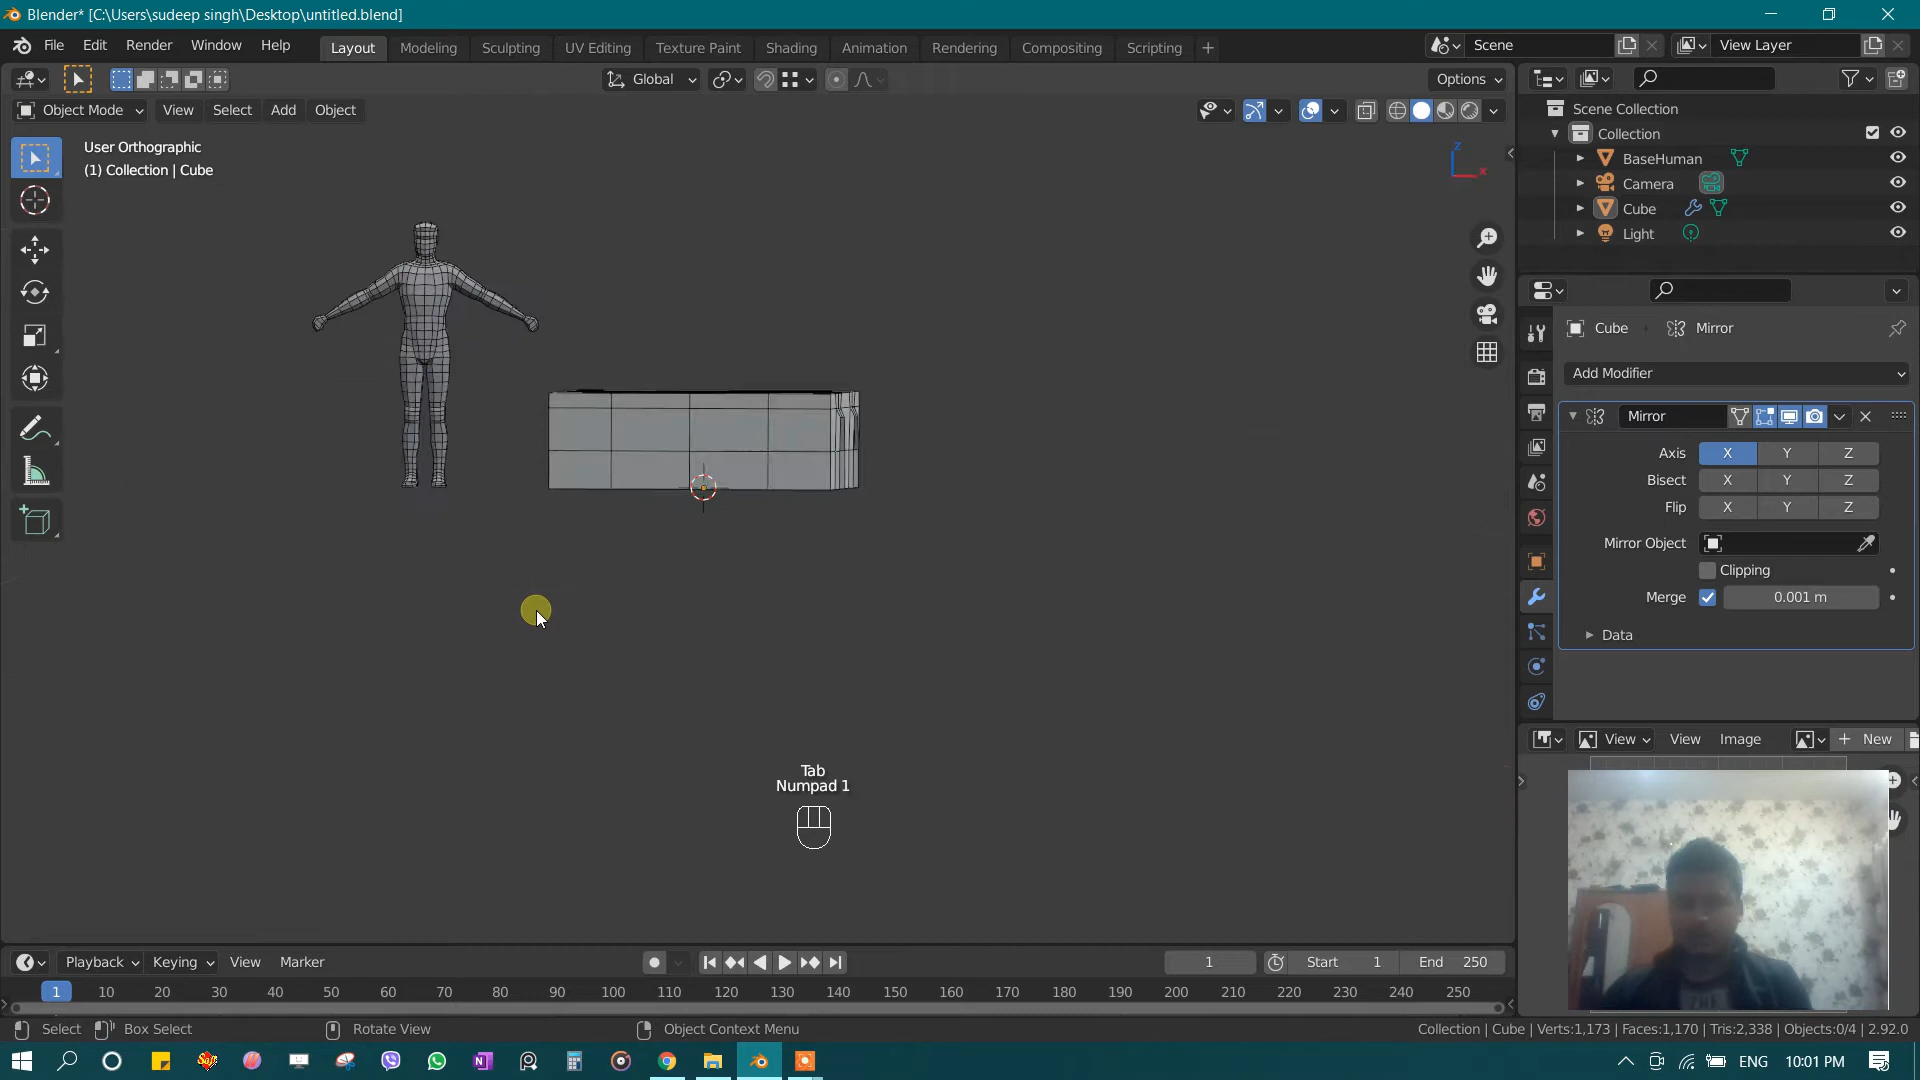 Blender* [C:\Users\sudeep singh\Desktop\untitled.blend]
File Edit Render Window Help
Layout Modeling Sculpting UV Editing Texture Paint Shading Animation Rendering Compositing Scripting +
Scene
View Layer
Global
Options
Object Mode View Select Add Object
User Orthographic
(1) Collection | Cube
Z
X
Scene Collection
Collection
BaseHuman
Camera
Cube
Light
Cube Mirror
Add Modifier
Mirror
Axis X Y Z
Bisect X Y Z
Flip X Y Z
Mirror Object
Clipping
Merge 0.001 m
Data
View View Image + New
Tab
Numpad 1
Playback Keying View Marker
1 Start 1 End 250
1 10 20 30 40 50 60 70 80 90 100 110 120 130 140 150 160 170 180 190 200 210 220 230 240 250
Select Box Select Rotate View Object Context Menu
Collection | Cube | Verts:1,173 | Faces:1,170 | Tris:2,338 | Objects:0/4 | 2.92.0
ENG 10:01 PM